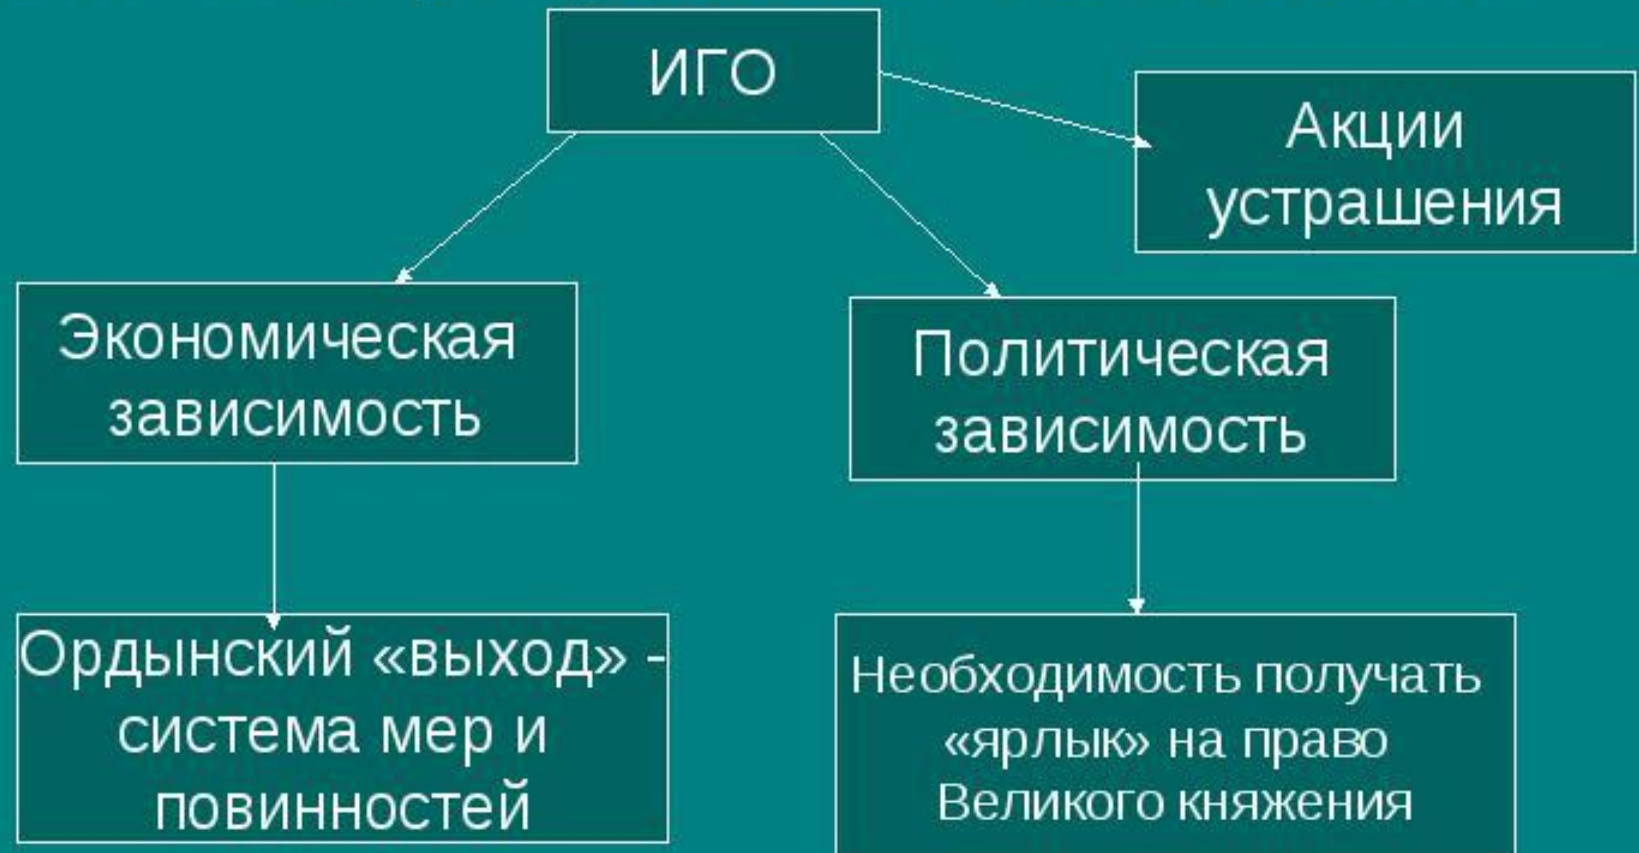 ИГО
Акции
устрашения
Экономическая
зависимость
Политическая
зависимость
Ордынский «выход» -
система мер и
повинностей
Необходимость получать
«ярлык» на право
Великого княжения